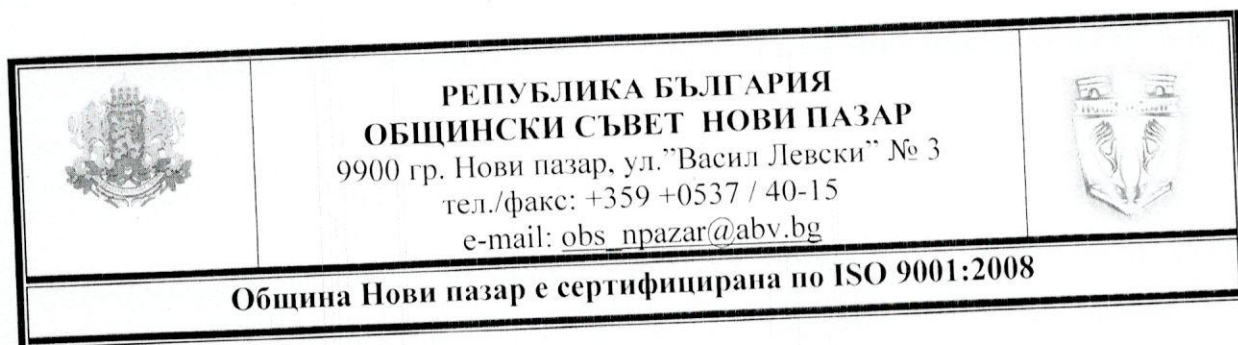 РЕПУБЛИКА БЪЛГАРИЯ
ОБЩИНСКИ СЪВЕТ НОВИ ПАЗАР
9900 гр. Нови пазар, ул.”Васил Левски” № 3
тел./факс: +359 +0537 / 40-15
e-mail: obs_npazar@abv.bg
Община Нови пазар е сертифицирана по ISO 9001:2008